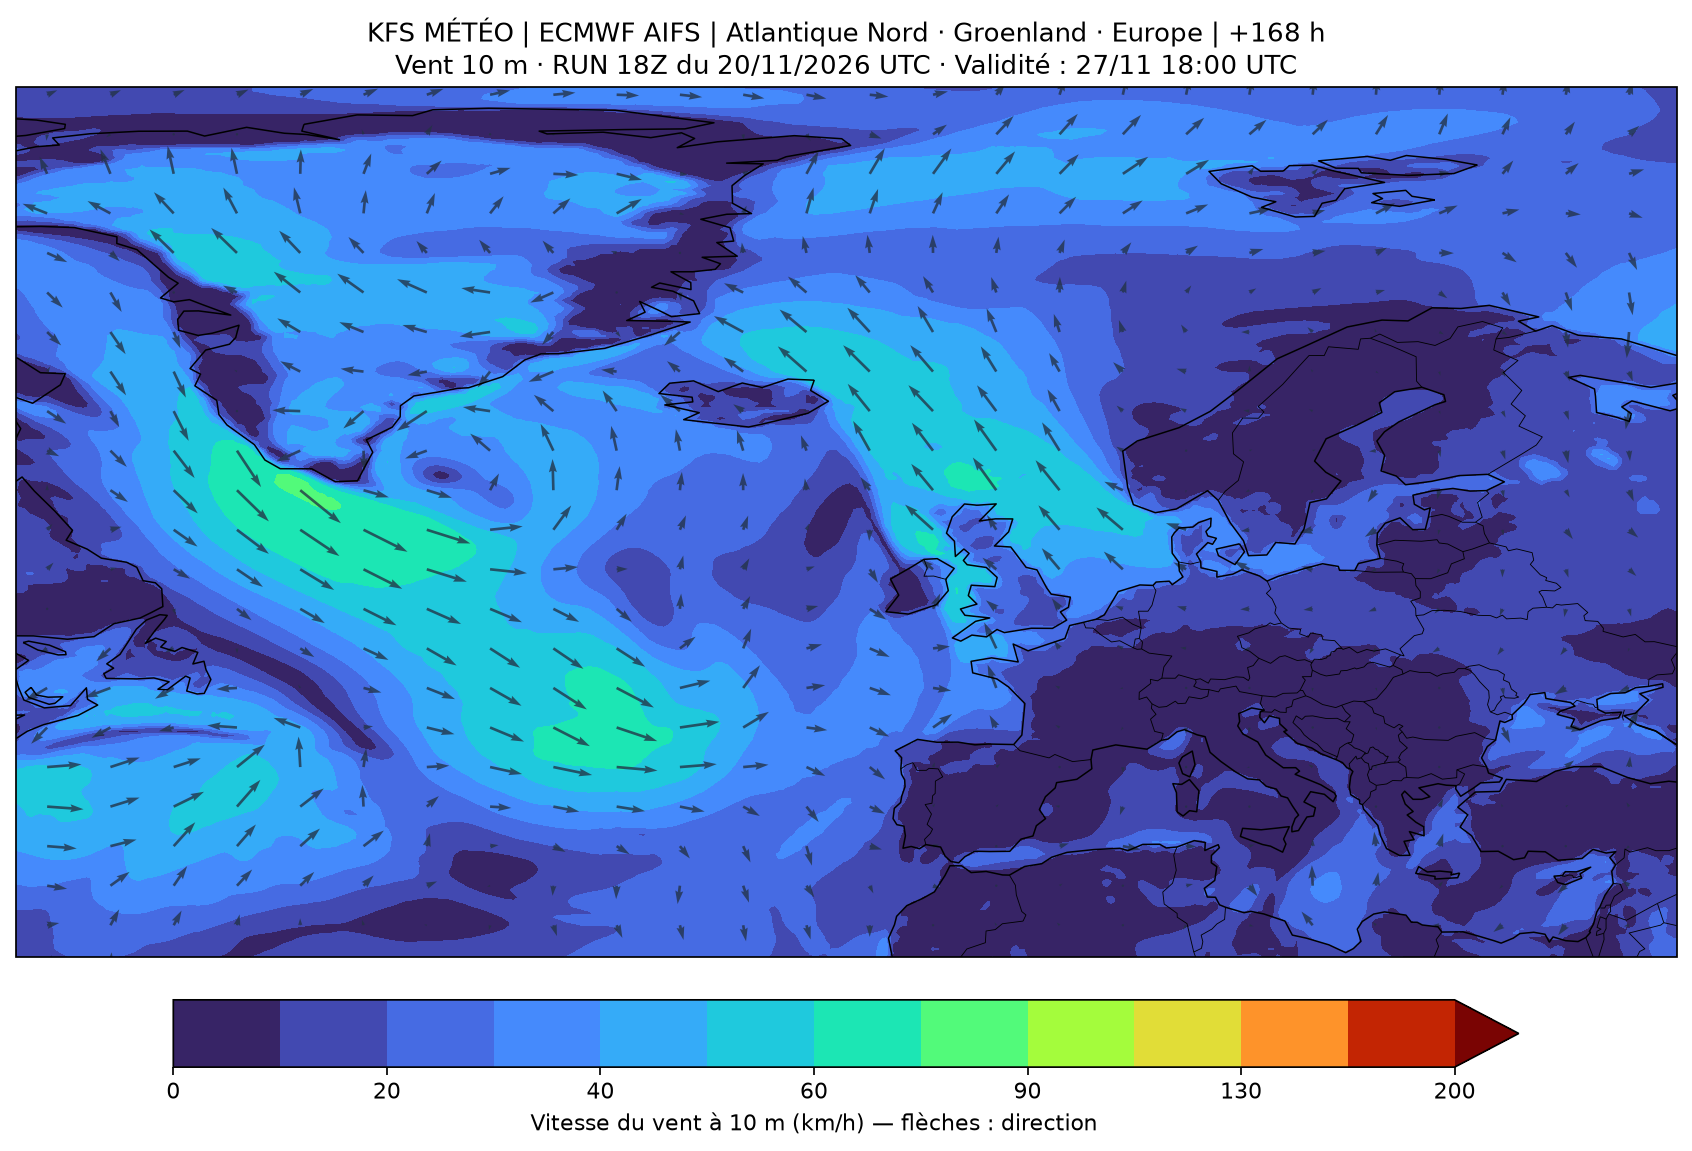 KFS MÉTÉO | ECMWF AIFS | Atlantique Nord · Groenland · Europe | +168 h
Vent 10 m · RUN 18Z du 20/11/2026 UTC · Validité : 27/11 18:00 UTC
0 20 40 60 90 130 200
Vitesse du vent à 10 m (km/h) — flèches : direction